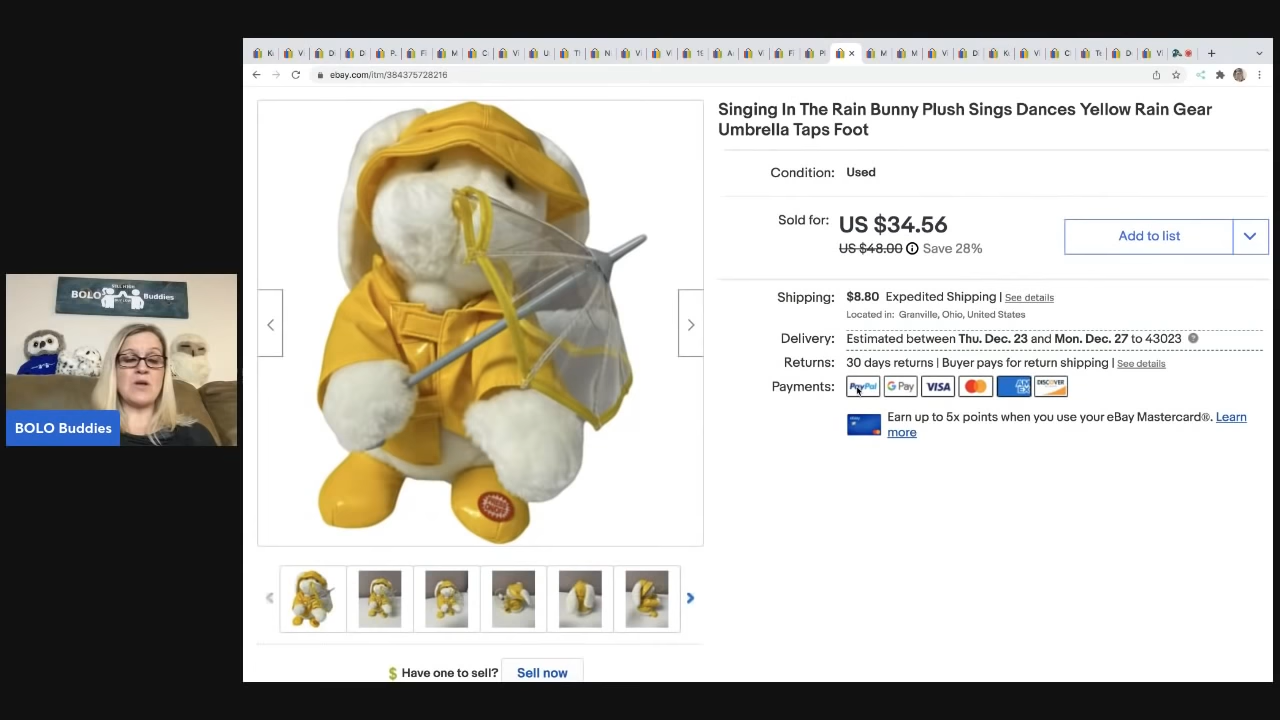 ebay.com/itm/384375728216
Singing In The Rain Bunny Plush Sings Dances Yellow Rain Gear
Umbrella Taps Foot
Condition: Used
Sold for: US $34.56
US $48.00 Save 28%
Add to list
Shipping: $8.80 Expedited Shipping | See details
Located in: Granville, Ohio, United States
Delivery: Estimated between Thu. Dec. 23 and Mon. Dec. 27 to 43023
Returns: 30 days returns | Buyer pays for return shipping | See details
Payments: PayPal G Pay VISA DISCOVER
Earn up to 5x points when you use your eBay Mastercard®. Learn
more
BOLO Buddies
BOLO Buddies
$ Have one to sell? Sell now